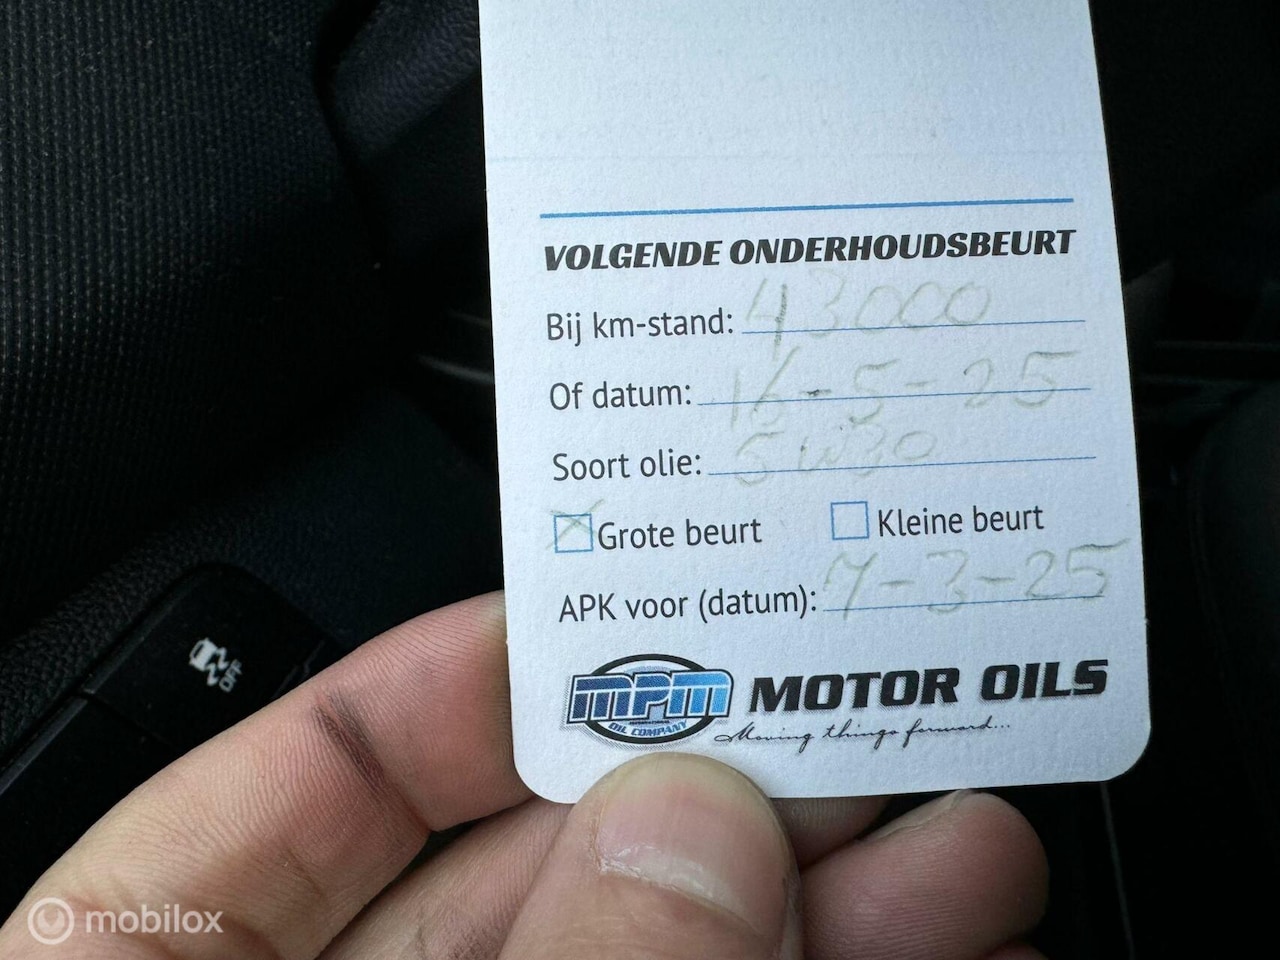 VOLGENDE ONDERHOUDSBEURT
Bij km-stand: 43000
Of datum: 16-5-25
Soort olie: 5W30
X Grote beurt Kleine beurt
APK voor (datum): 7-3-25
MPM MOTOR OILS
OIL COMPANY
Moving things forward...
OFF
mobilox